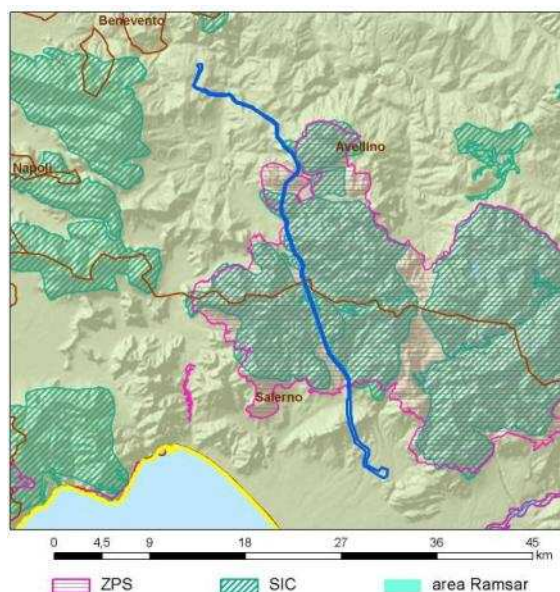 Benevento
Avellino
Napoli
Salerno
0 4,5 9 18 27 36 45
km
ZPS SIC area Ramsar